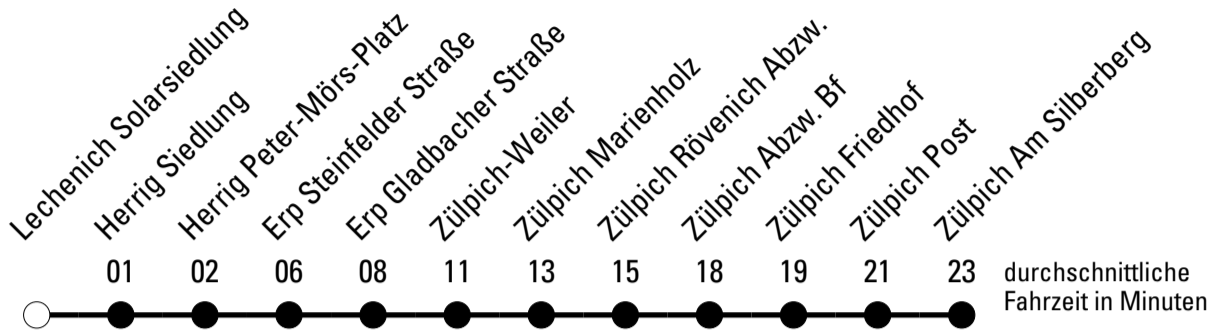 Lechenich Solarsiedlung
Herrig Siedlung
Herrig Peter-Mörs-Platz
Erp Steinfelder Straße
Erp Gladbacher Straße
Zülpich-Weiler
Zülpich Marienholz
Zülpich Rövenich Abzw.
Zülpich Abzw. Bf
Zülpich Friedhof
Zülpich Post
Zülpich Am Silberberg
01 02 06 08 11 13 15 18 19 21 23
durchschnittliche
Fahrzeit in Minuten